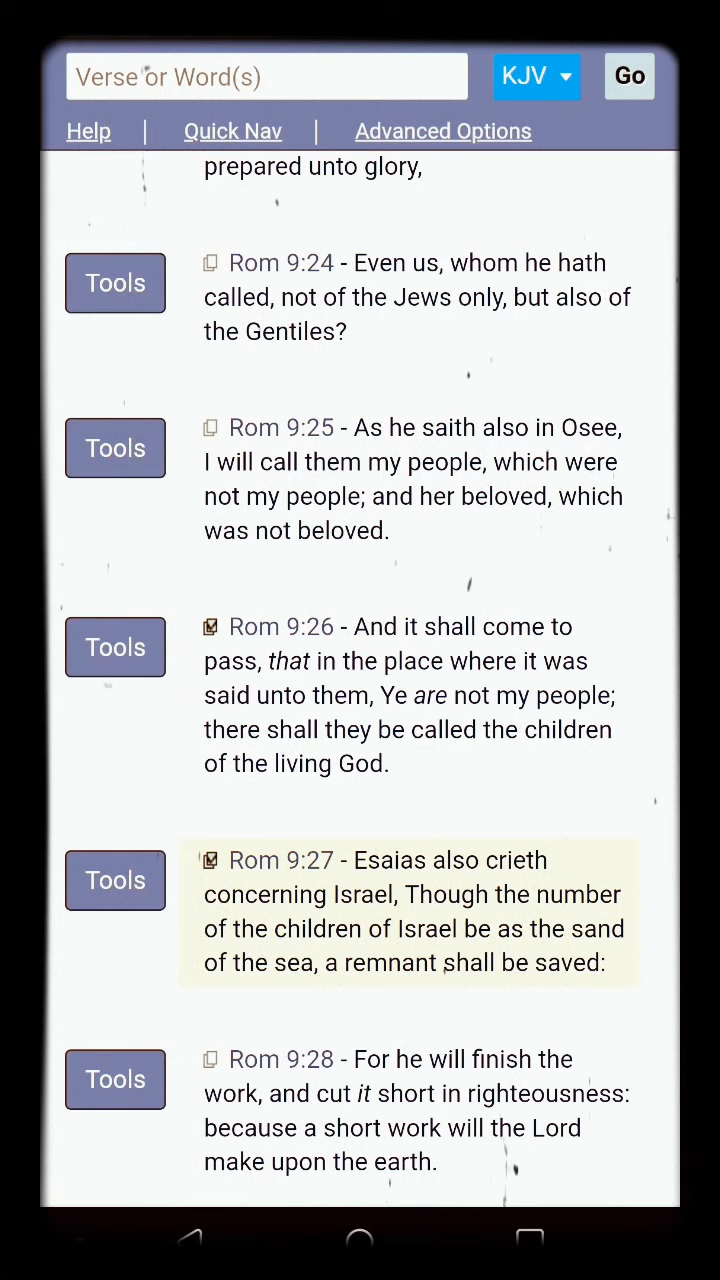 Verse or Word(s)
KJV
Go
Help | Quick Nav | Advanced Options
prepared unto glory,
Tools
Rom 9:24 - Even us, whom he hath
called, not of the Jews only, but also of
the Gentiles?
Tools
Rom 9:25 - As he saith also in Osee,
I will call them my people, which were
not my people; and her beloved, which
was not beloved.
Tools
Rom 9:26 - And it shall come to
pass, that in the place where it was
said unto them, Ye are not my people;
there shall they be called the children
of the living God.
Tools
Rom 9:27 - Esaias also crieth
concerning Israel, Though the number
of the children of Israel be as the sand
of the sea, a remnant shall be saved:
Tools
Rom 9:28 - For he will finish the
work, and cut it short in righteousness:
because a short work will the Lord
make upon the earth.